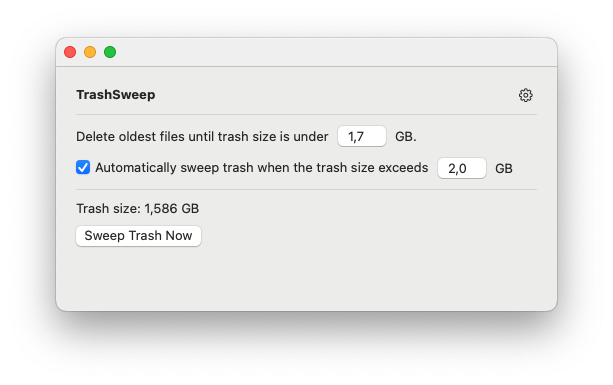 TrashSweep
Delete oldest files until trash size is under 1,7 GB.
Automatically sweep trash when the trash size exceeds 2,0 GB
Trash size: 1,586 GB
Sweep Trash Now